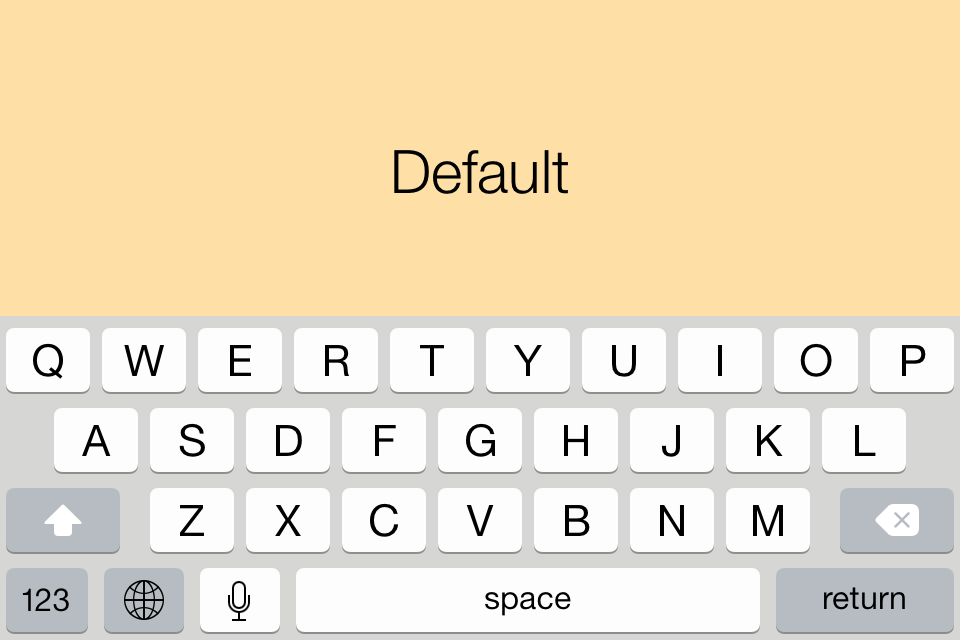 Default
Q W E R T Y U I O P
A S D F G H J K L
Z X C V B N M
123 space return